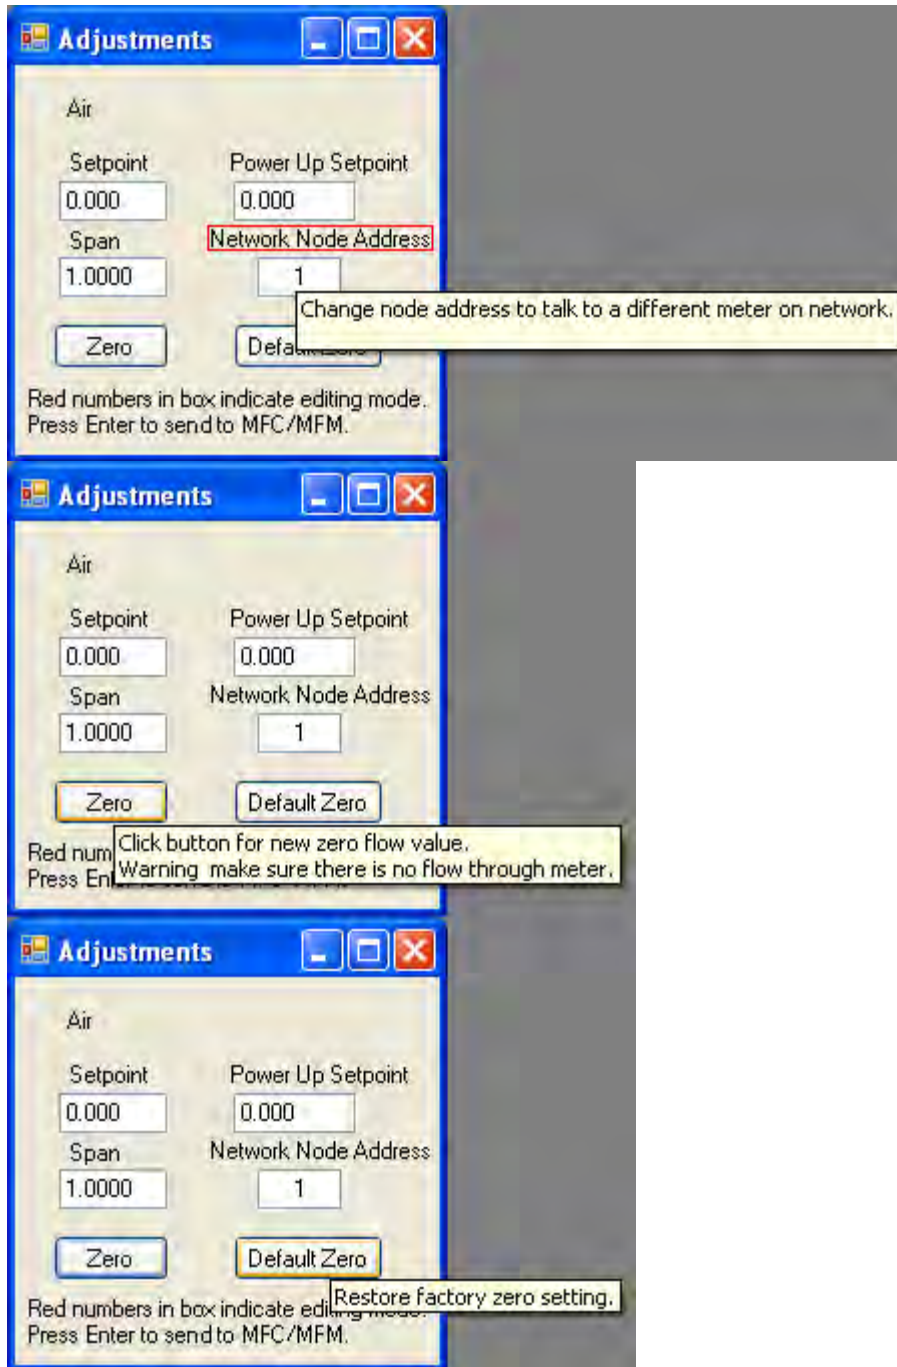 Adjustments
Air
Setpoint Power Up Setpoint
0.000 0.000
Span Network Node Address
1.0000 1
Change node address to talk to a different meter on network.
Zero Default Zero
Red numbers in box indicate editing mode.
Press Enter to send to MFC/MFM.
Adjustments
Air
Setpoint Power Up Setpoint
0.000 0.000
Span Network Node Address
1.0000 1
Zero Default Zero
Click button for new zero flow value.
Red num
Warning make sure there is no flow through meter.
Press
Adjustments
Air
Setpoint Power Up Setpoint
0.000 0.000
Span Network Node Address
1.0000 1
Zero Default Zero
Restore factory zero setting.
Red numbers in box indicate editing mode.
Press Enter to send to MFC/MFM.